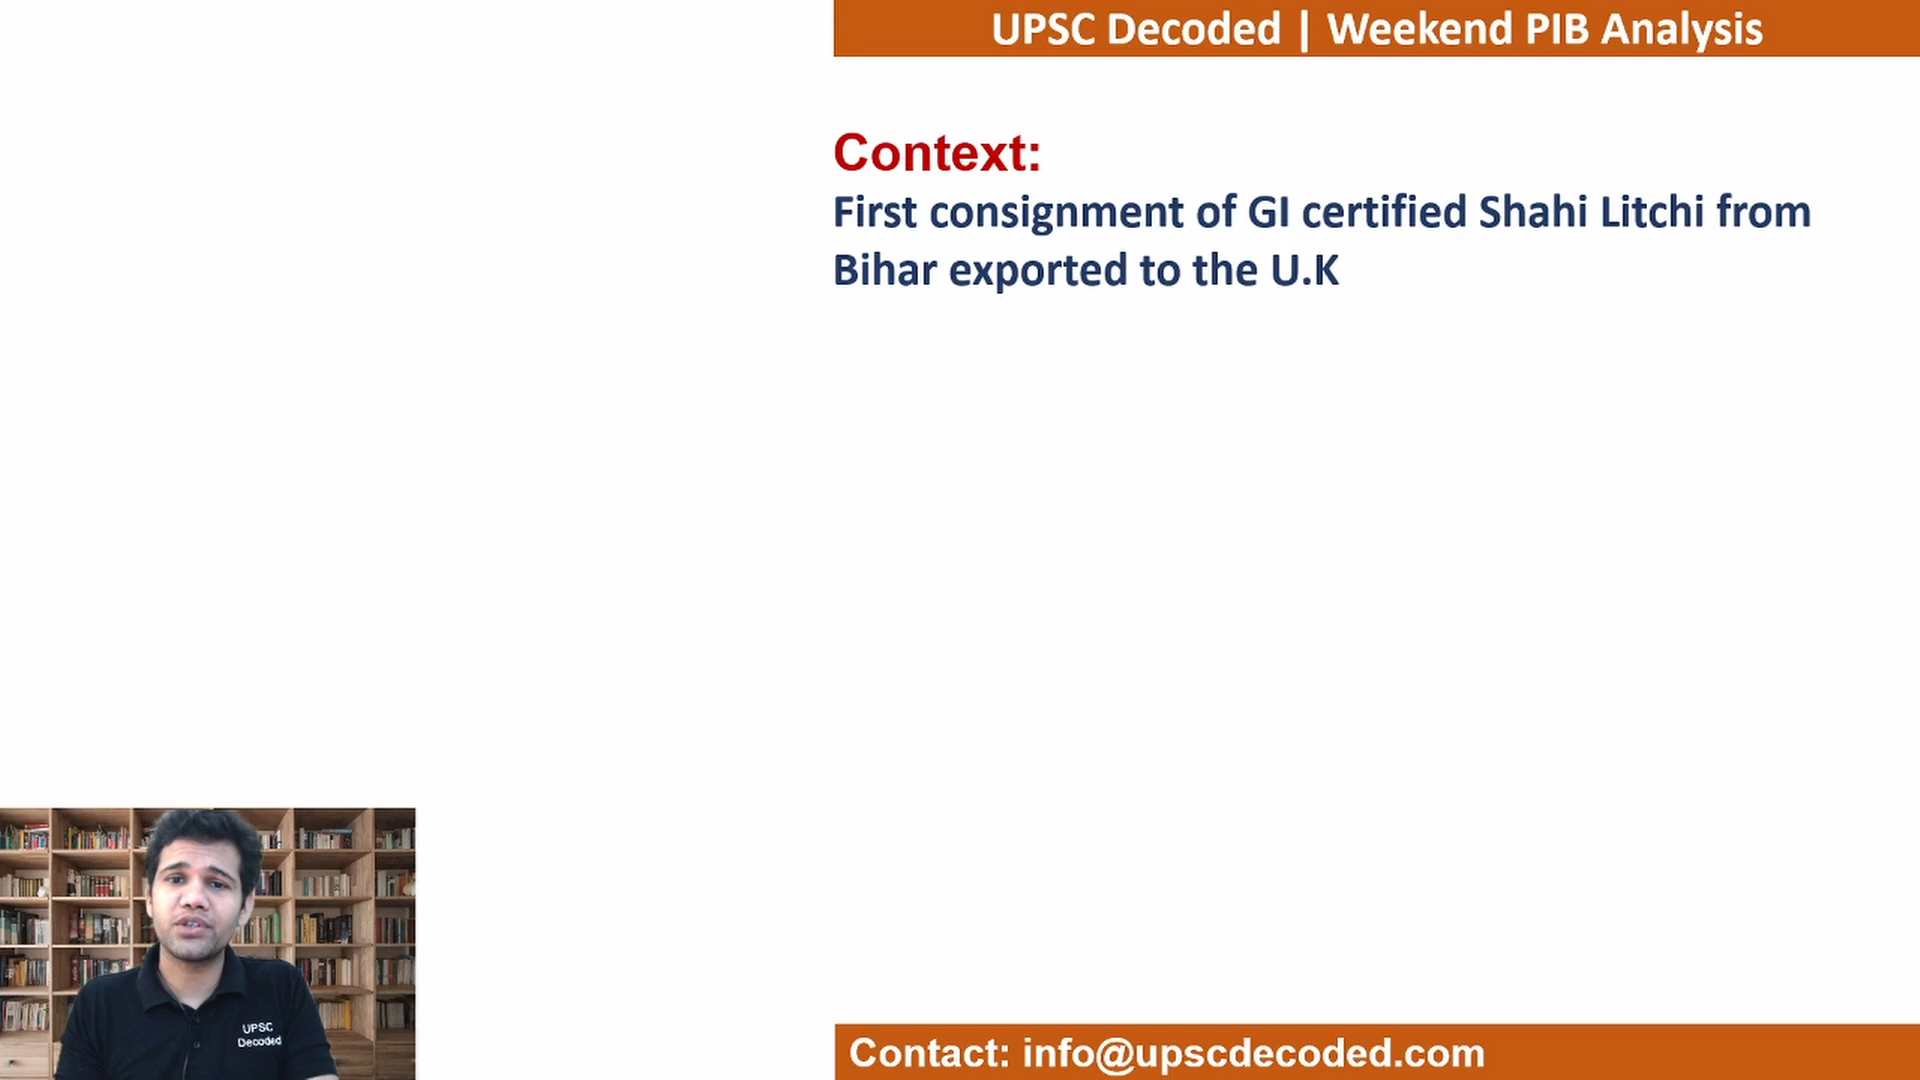 UPSC Decoded | Weekend PIB Analysis
Context:
First consignment of GI certified Shahi Litchi from
Bihar exported to the U.K
UPSC
Decoded
Contact: info@upscdecoded.com